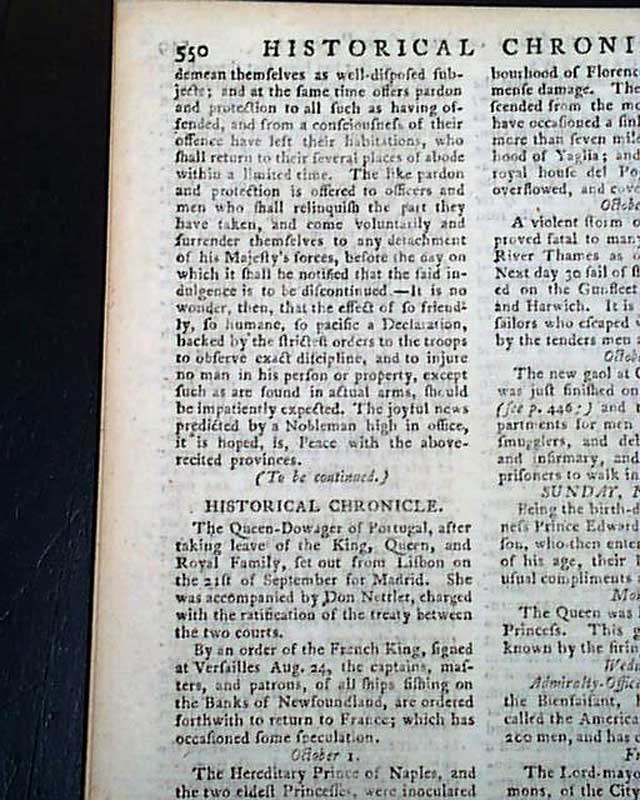 550 HISTORICAL CHRONI
demean themselves as well-diſpoſed ſub-
jects; and at the ſame time offers pardon
and protection to all ſuch as having of-
fended, and from a conſciouſneſs of their
offence have left their habitations, who
ſhall return to their ſeveral places of abode
within a limited time. The like pardon
and protection is offered to officers and
men who ſhall relinquiſh the part they
have taken, and come voluntarily and
ſurrender themſelves to any detachment
of his Majeſty's forces, before the day on
which it ſhall be notified that the ſaid in-
dulgence is to be diſcontinued.—It is no
wonder, then, that the effect of ſo friend-
ly, ſo humane, ſo pacific a Declaration,
backed by the ſtricteſt orders to the troops
to obſerve exact diſcipline, and to injure
no man in his perſon or property, except
ſuch as are found in actual arms, ſhould
be impatiently expected. The joyful news
predicted by a Nobleman high in office,
it is hoped, is, Peace with the above-
recited provinces.
(To be continued.)
HISTORICAL CHRONICLE.
The Queen-Dowager of Portugal, after
taking leave of the King, Queen, and
Royal Family, ſet out from Liſbon on
the 21ſt of September for Madrid. She
was accompanied by Don Nettler, charged
with the ratification of the treaty between
the two courts.
By an order of the French King, ſigned
at Verſailles Aug. 24, the captains, maſ-
ters, and patrons, of all ſhips fiſhing on
the Banks of Newfoundland, are ordered
forthwith to return to France; which has
occaſioned ſome ſpeculation.
October 1.
The Hereditary Prince of Naples, and
the two eldeſt Princeſſes, were inoculated
bourhood of Florenc
menſe damage. The
ſcended from the mo
have occaſioned a ſink
more than ſeven mile
hood of Vaglia; and
royal houſe del Pog
overflowed, and cove
Octobe
A violent ſtorm o
proved fatal to many
River Thames as
Next day 30 ſail of
ed on the Gunfleet
and Harwich. It is
ſailors who eſcaped
by the tenders men a
Octob
The new gaol at
was juſt finiſhed on
(ſee p. 446;) and
partments for men
ſmugglers, and deb
and infirmary, and
priſoners to walk in
SUNDAY, N
Being the birth-d
neſs Prince Edward
ſon, who then enter
of his age, their
uſual compliments
Mon
The Queen was
Princeſs. This g
known by the firin
Wedn
Admiralty-Offic
the Bienfaiſant,
called the America
200 men, and has
Fr
The Lord-mayo
mons, of the City